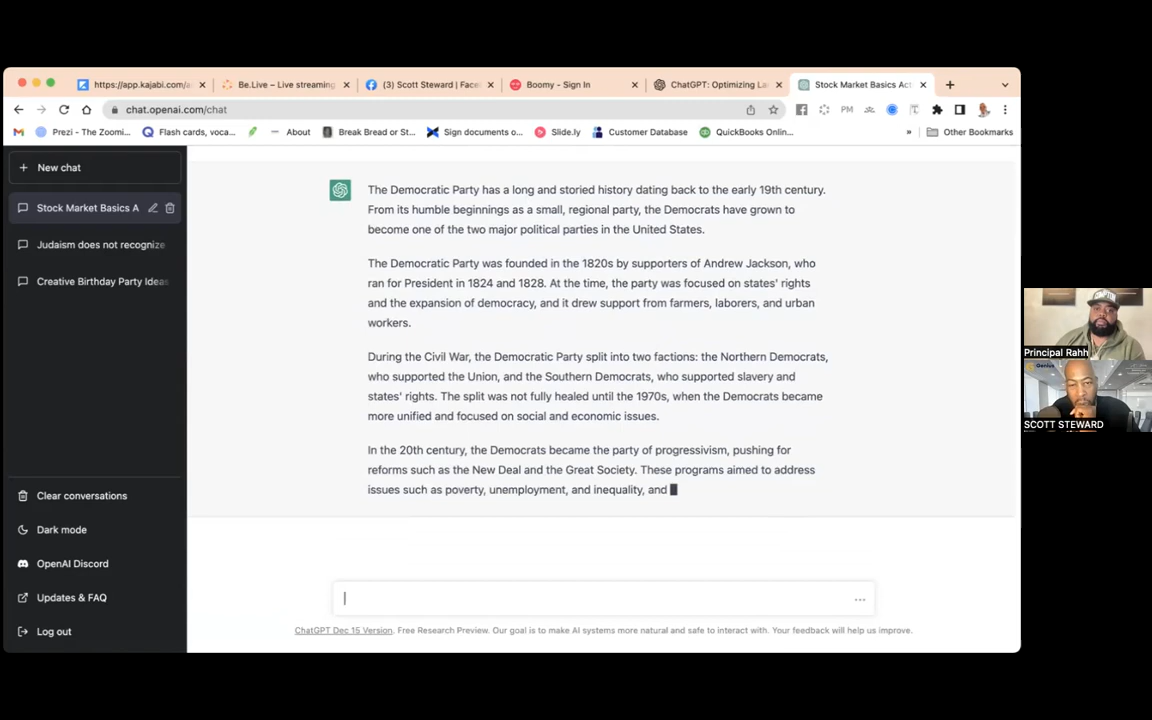 https://app.kajabi.com/a
Be.Live – Live streaming
(3) Scott Steward | Face
Boomy - Sign In
ChatGPT: Optimizing La
Stock Market Basics Act
chat.openai.com/chat
PM
Prezi - The Zoomi...
Flash cards, voca...
About
Break Bread or St...
Sign documents o...
Slide.ly
Customer Database
QuickBooks Onlin...
»
Other Bookmarks
New chat
Stock Market Basics A
Judaism does not recognize
Creative Birthday Party Ideas
Clear conversations
Dark mode
OpenAI Discord
Updates & FAQ
Log out
The Democratic Party has a long and storied history dating back to the early 19th century.
From its humble beginnings as a small, regional party, the Democrats have grown to
become one of the two major political parties in the United States.
The Democratic Party was founded in the 1820s by supporters of Andrew Jackson, who
ran for President in 1824 and 1828. At the time, the party was focused on states' rights
and the expansion of democracy, and it drew support from farmers, laborers, and urban
workers.
During the Civil War, the Democratic Party split into two factions: the Northern Democrats,
who supported the Union, and the Southern Democrats, who supported slavery and
states' rights. The split was not fully healed until the 1970s, when the Democrats became
more unified and focused on social and economic issues.
In the 20th century, the Democrats became the party of progressivism, pushing for
reforms such as the New Deal and the Great Society. These programs aimed to address
issues such as poverty, unemployment, and inequality, and
...
ChatGPT Dec 15 Version. Free Research Preview. Our goal is to make AI systems more natural and safe to interact with. Your feedback will help us improve.
Principal Rahh
Genius
SCOTT STEWARD